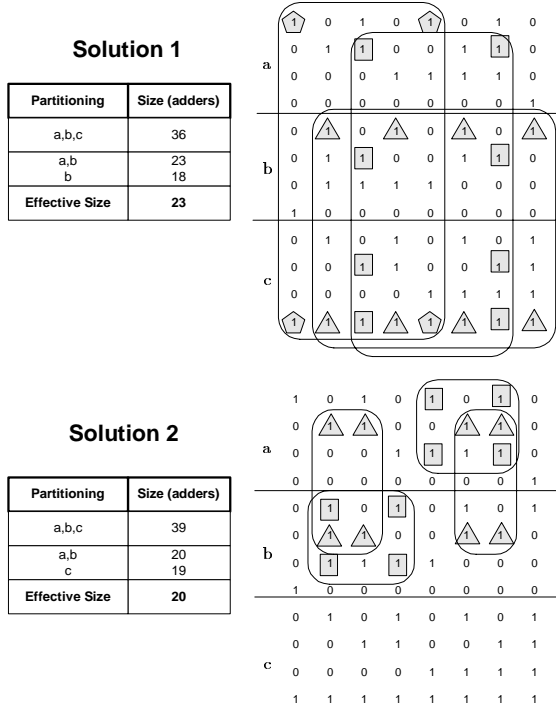 Solution 1
Partitioning Size (adders)
a,b,c 36
a,b 23
b 18
Effective Size 23
a
1 0 1 0 1 0 1 0
0 1 1 0 0 1 1 0
0 0 0 1 1 1 1 0
0 0 0 0 0 0 0 1
b
0 1 0 1 0 1 0 1
0 1 1 0 0 1 1 0
0 1 1 1 1 0 0 0
1 0 0 0 0 0 0 0
c
0 1 0 1 0 1 0 1
0 0 1 1 0 0 1 1
0 0 0 0 1 1 1 1
1 1 1 1 1 1 1 1
Solution 2
Partitioning Size (adders)
a,b,c 39
a,b 20
c 19
Effective Size 20
a
1 0 1 0 1 0 1 0
0 1 1 0 0 1 1 0
0 0 0 1 1 1 1 0
0 0 0 0 0 0 0 1
b
0 1 0 1 0 1 0 1
0 1 1 0 0 1 1 0
0 1 1 1 1 0 0 0
1 0 0 0 0 0 0 0
c
0 1 0 1 0 1 0 1
0 0 1 1 0 0 1 1
0 0 0 0 1 1 1 1
1 1 1 1 1 1 1 1